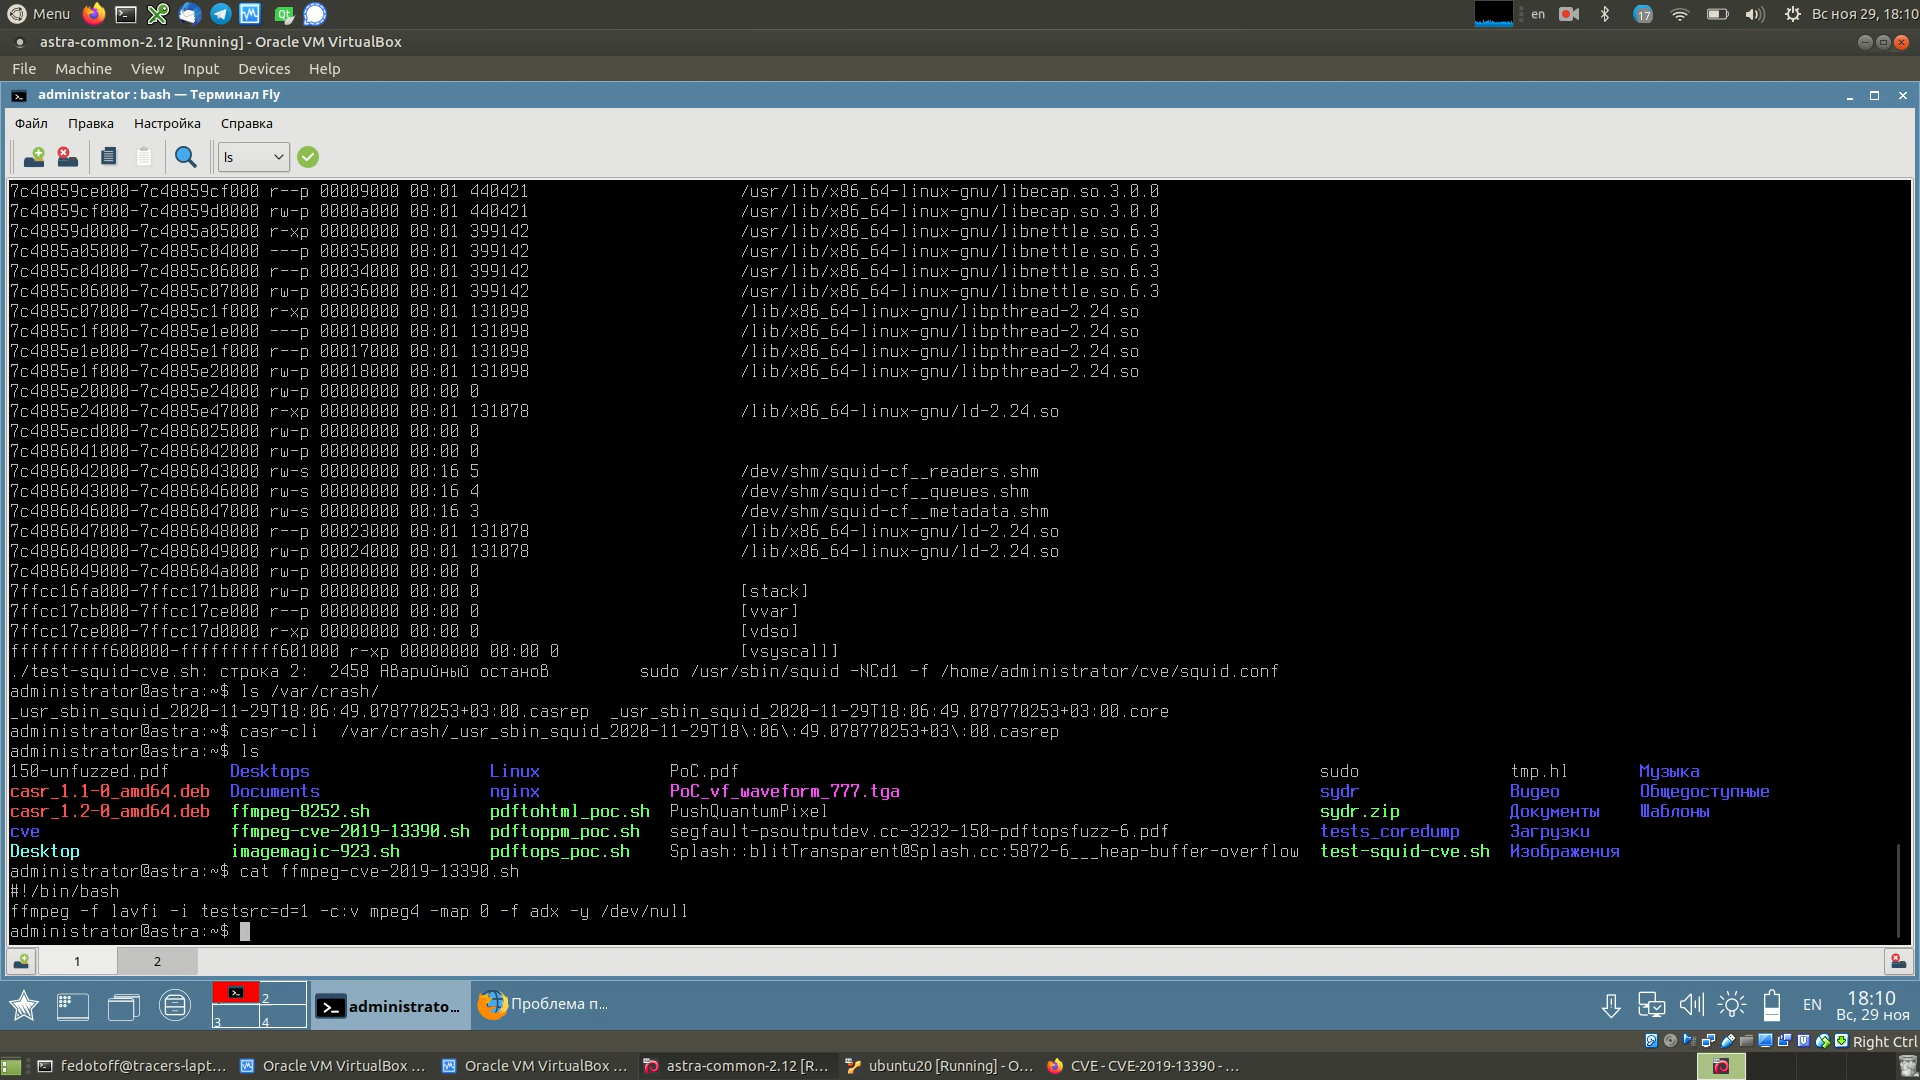 Menu en 17 Вс ноя 29, 18:10
astra-common-2.12 [Running] - Oracle VM VirtualBox
File Machine View Input Devices Help
administrator : bash — Терминал Fly
Файл Правка Настройка Справка
ls
7c48859ce000-7c48859cf000 r--p 00009000 08:01 440421 /usr/lib/x86_64-linux-gnu/libecap.so.3.0.0
7c48859cf000-7c48859d0000 rw-p 0000a000 08:01 440421 /usr/lib/x86_64-linux-gnu/libecap.so.3.0.0
7c48859d0000-7c4885a05000 r-xp 00000000 08:01 399142 /usr/lib/x86_64-linux-gnu/libnettle.so.6.3
7c4885a05000-7c4885c04000 ---p 00035000 08:01 399142 /usr/lib/x86_64-linux-gnu/libnettle.so.6.3
7c4885c04000-7c4885c06000 r--p 00034000 08:01 399142 /usr/lib/x86_64-linux-gnu/libnettle.so.6.3
7c4885c06000-7c4885c07000 rw-p 00036000 08:01 399142 /usr/lib/x86_64-linux-gnu/libnettle.so.6.3
7c4885c07000-7c4885c1f000 r-xp 00000000 08:01 131098 /lib/x86_64-linux-gnu/libpthread-2.24.so
7c4885c1f000-7c4885e1e000 ---p 00018000 08:01 131098 /lib/x86_64-linux-gnu/libpthread-2.24.so
7c4885e1e000-7c4885e1f000 r--p 00017000 08:01 131098 /lib/x86_64-linux-gnu/libpthread-2.24.so
7c4885e1f000-7c4885e20000 rw-p 00018000 08:01 131098 /lib/x86_64-linux-gnu/libpthread-2.24.so
7c4885e20000-7c4885e24000 rw-p 00000000 00:00 0
7c4885e24000-7c4885e47000 r-xp 00000000 08:01 131078 /lib/x86_64-linux-gnu/ld-2.24.so
7c4885ecd000-7c4886025000 rw-p 00000000 00:00 0
7c4886041000-7c4886042000 rw-p 00000000 00:00 0
7c4886042000-7c4886043000 rw-s 00000000 00:16 5 /dev/shm/squid-cf__readers.shm
7c4886043000-7c4886046000 rw-s 00000000 00:16 4 /dev/shm/squid-cf__queues.shm
7c4886046000-7c4886047000 rw-s 00000000 00:16 3 /dev/shm/squid-cf__metadata.shm
7c4886047000-7c4886048000 r--p 00023000 08:01 131078 /lib/x86_64-linux-gnu/ld-2.24.so
7c4886048000-7c4886049000 rw-p 00024000 08:01 131078 /lib/x86_64-linux-gnu/ld-2.24.so
7c4886049000-7c488604a000 rw-p 00000000 00:00 0
7ffcc16fa000-7ffcc171b000 rw-p 00000000 00:00 0 [stack]
7ffcc17cb000-7ffcc17ce000 r--p 00000000 00:00 0 [vvar]
7ffcc17ce000-7ffcc17d0000 r-xp 00000000 00:00 0 [vdso]
ffffffffff600000-ffffffffff601000 r-xp 00000000 00:00 0 [vsyscall]
./test-squid-cve.sh: строка 2: 2458 Аварийный останов sudo /usr/sbin/squid -NCd1 -f /home/administrator/cve/squid.conf
administrator@astra:~$ ls /var/crash/
_usr_sbin_squid_2020-11-29T18:06:49.078770253+03:00.casrep _usr_sbin_squid_2020-11-29T18:06:49.078770253+03:00.core
administrator@astra:~$ casr-cli /var/crash/_usr_sbin_squid_2020-11-29T18\:06\:49.078770253+03\:00.casrep
administrator@astra:~$ ls
150-unfuzzed.pdf Desktops Linux PoC.pdf sudo tmp.hl Музыка
casr_1.1-0_amd64.deb Documents nginx PoC_vf_waveform_777.tga sydr Видео Общедоступные
casr_1.2-0_amd64.deb ffmpeg-8252.sh pdftohtml_poc.sh PushQuantumPixel sydr.zip Документы Шаблоны
cve ffmpeg-cve-2019-13390.sh pdftoppm_poc.sh segfault-psoutputdev.cc-3232-150-pdftopsfuzz-6.pdf tests_coredump Загрузки
Desktop imagemagic-923.sh pdftops_poc.sh Splash::blitTransparent@Splash.cc:5872-6___heap-buffer-overflow test-squid-cve.sh Изображения
administrator@astra:~$ cat ffmpeg-cve-2019-13390.sh
#!/bin/bash
ffmpeg -f lavfi -i testsrc=d=1 -c:v mpeg4 -map 0 -f adx -y /dev/null
administrator@astra:~$
1 2
2 3 4 administrato... Проблема п... EN 18:10
Вс, 29 ноя
Right Ctrl
fedotoff@tracers-lapt... Oracle VM VirtualBox ... Oracle VM VirtualBox ... astra-common-2.12 [R... ubuntu20 [Running] - O... CVE - CVE-2019-13390 - ...